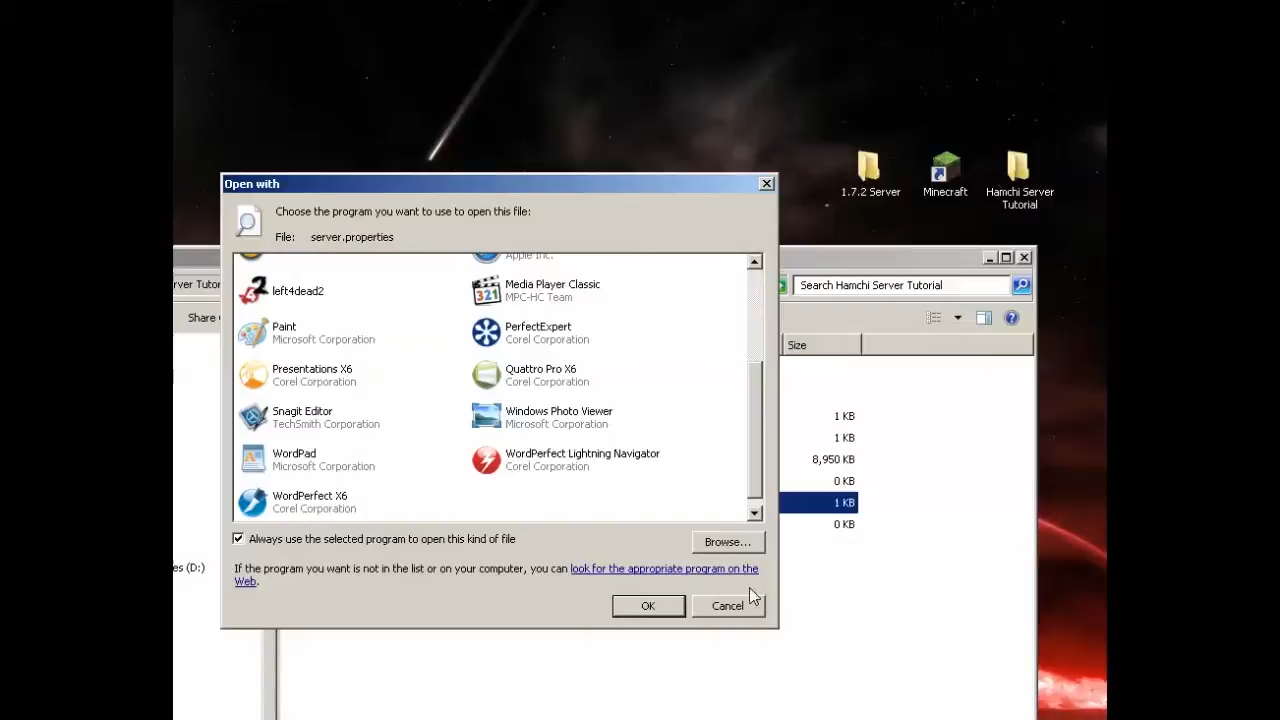 1.7.2 Server
Minecraft
Hamchi Server
Tutorial
Open with
Choose the program you want to use to open this file:
File: server.properties
Apple Inc.
left4dead2
Media Player Classic
MPC-HC Team
Paint
Microsoft Corporation
PerfectExpert
Corel Corporation
Presentations X6
Corel Corporation
Quattro Pro X6
Corel Corporation
Snagit Editor
TechSmith Corporation
Windows Photo Viewer
Microsoft Corporation
WordPad
Microsoft Corporation
WordPerfect Lightning Navigator
Corel Corporation
WordPerfect X6
Corel Corporation
Always use the selected program to open this kind of file
Browse...
If the program you want is not in the list or on your computer, you can look for the appropriate program on the
Web.
OK
Cancel
rver Tutor
Search Hamchi Server Tutorial
Share
Size
1 KB
1 KB
8,950 KB
0 KB
1 KB
0 KB
es (D:)